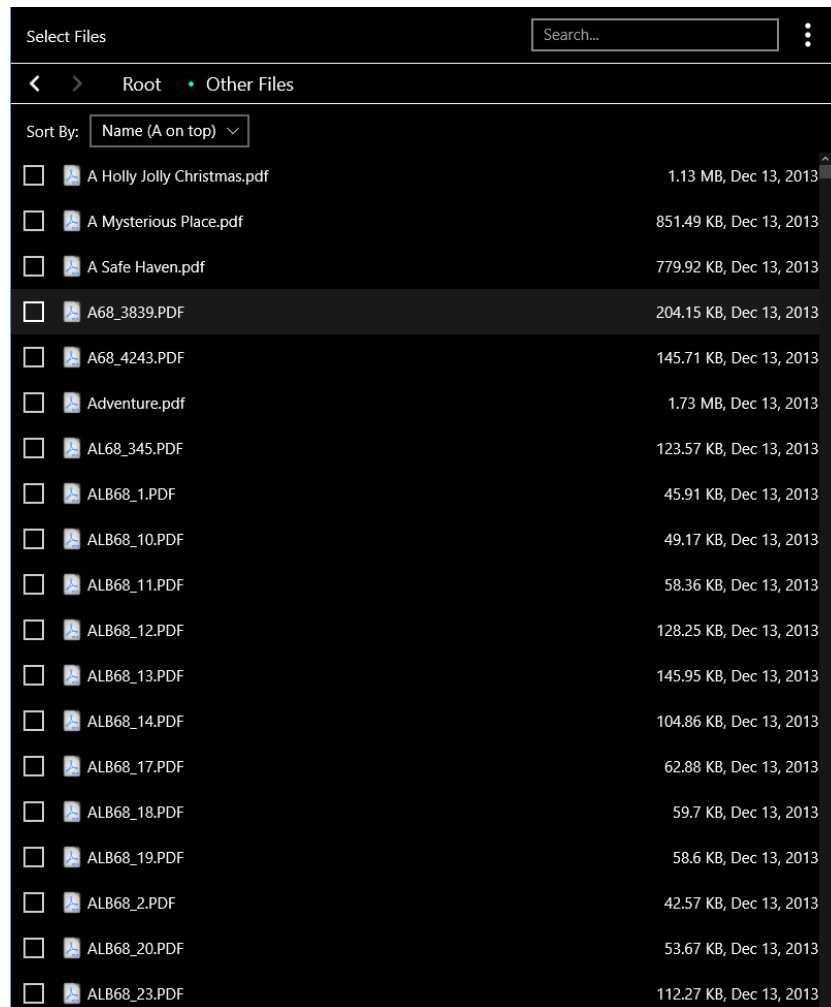 Select Files Search...
Root • Other Files
Sort By: Name (A on top)
A Holly Jolly Christmas.pdf 1.13 MB, Dec 13, 2013
A Mysterious Place.pdf 851.49 KB, Dec 13, 2013
A Safe Haven.pdf 779.92 KB, Dec 13, 2013
A68_3839.PDF 204.15 KB, Dec 13, 2013
A68_4243.PDF 145.71 KB, Dec 13, 2013
Adventure.pdf 1.73 MB, Dec 13, 2013
AL68_345.PDF 123.57 KB, Dec 13, 2013
ALB68_1.PDF 45.91 KB, Dec 13, 2013
ALB68_10.PDF 49.17 KB, Dec 13, 2013
ALB68_11.PDF 58.36 KB, Dec 13, 2013
ALB68_12.PDF 128.25 KB, Dec 13, 2013
ALB68_13.PDF 145.95 KB, Dec 13, 2013
ALB68_14.PDF 104.86 KB, Dec 13, 2013
ALB68_17.PDF 62.88 KB, Dec 13, 2013
ALB68_18.PDF 59.7 KB, Dec 13, 2013
ALB68_19.PDF 58.6 KB, Dec 13, 2013
ALB68_2.PDF 42.57 KB, Dec 13, 2013
ALB68_20.PDF 53.67 KB, Dec 13, 2013
ALB68_23.PDF 112.27 KB, Dec 13, 2013